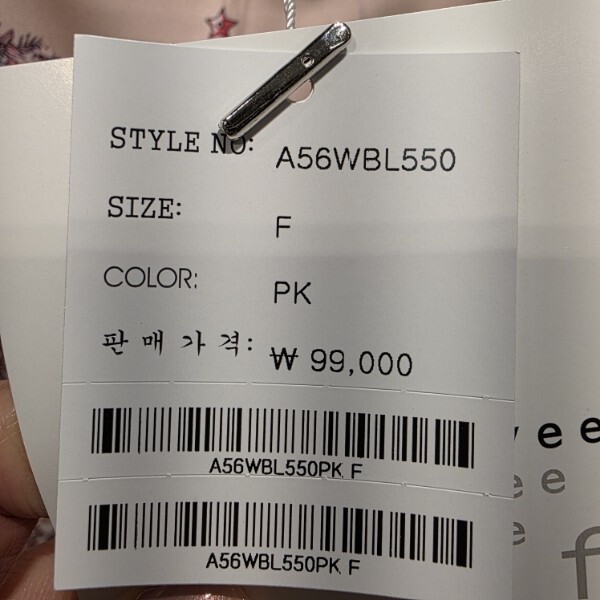 STYLE NO: A56WBL550
SIZE: F
COLOR: PK
판매가격: ₩ 99,000
A56WBL550PK F
A56WBL550PK F